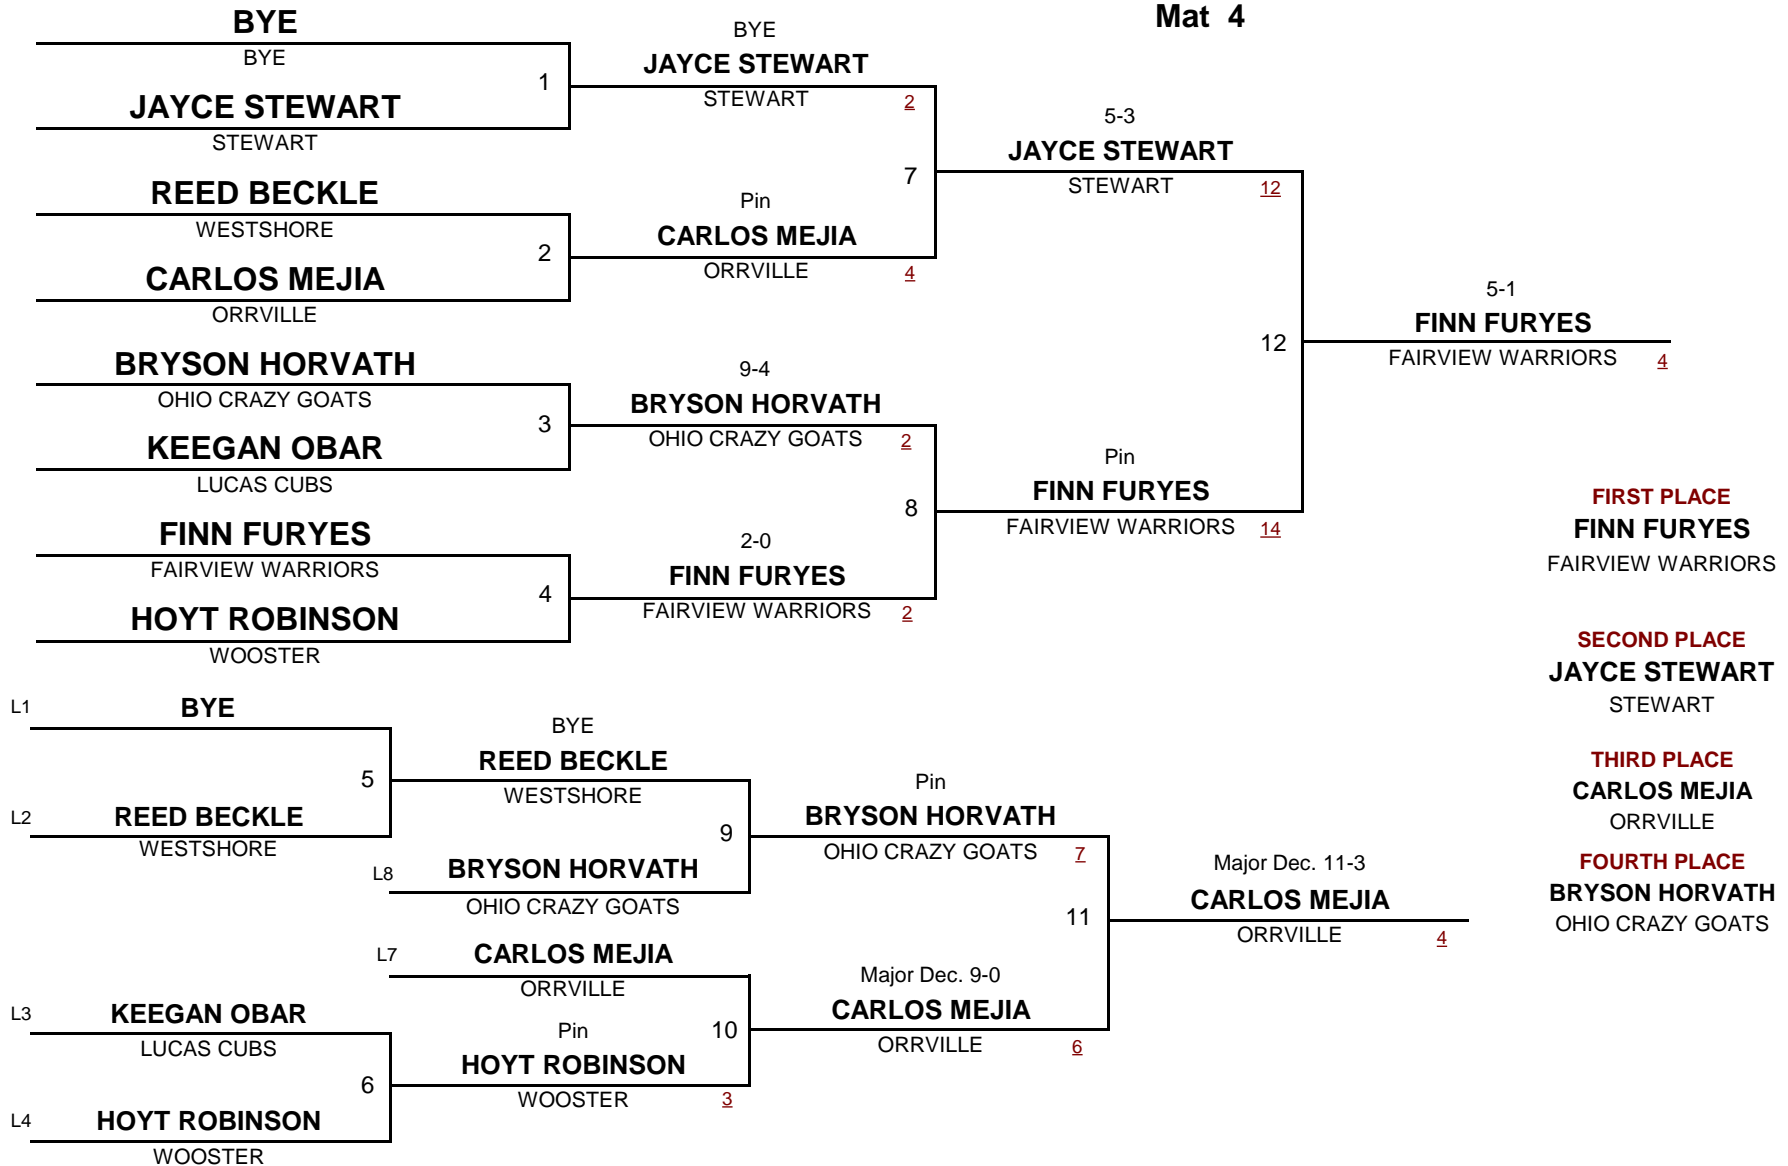 Mat 4
BYE
BYE
1
JAYCE STEWART
STEWART
REED BECKLE
WESTSHORE
2
CARLOS MEJIA
ORRVILLE
BRYSON HORVATH
OHIO CRAZY GOATS
3
KEEGAN OBAR
LUCAS CUBS
FINN FURYES
FAIRVIEW WARRIORS
4
HOYT ROBINSON
WOOSTER
BYE
JAYCE STEWART
STEWART 2
7
Pin
CARLOS MEJIA
ORRVILLE 4
9-4
BRYSON HORVATH
OHIO CRAZY GOATS 2
8
2-0
FINN FURYES
FAIRVIEW WARRIORS 2
5-3
JAYCE STEWART
STEWART 12
12
Pin
FINN FURYES
FAIRVIEW WARRIORS 14
5-1
FINN FURYES
FAIRVIEW WARRIORS 4
L1 BYE
5
L2 REED BECKLE
WESTSHORE
BYE
REED BECKLE
WESTSHORE
9
L8 BRYSON HORVATH
OHIO CRAZY GOATS
L7 CARLOS MEJIA
ORRVILLE
10
L3 KEEGAN OBAR
LUCAS CUBS
6
L4 HOYT ROBINSON
WOOSTER
Pin
HOYT ROBINSON
WOOSTER 3
Pin
BRYSON HORVATH
OHIO CRAZY GOATS 7
11
Major Dec. 9-0
CARLOS MEJIA
ORRVILLE 6
Major Dec. 11-3
CARLOS MEJIA
ORRVILLE 4
FIRST PLACE
FINN FURYES
FAIRVIEW WARRIORS
SECOND PLACE
JAYCE STEWART
STEWART
THIRD PLACE
CARLOS MEJIA
ORRVILLE
FOURTH PLACE
BRYSON HORVATH
OHIO CRAZY GOATS